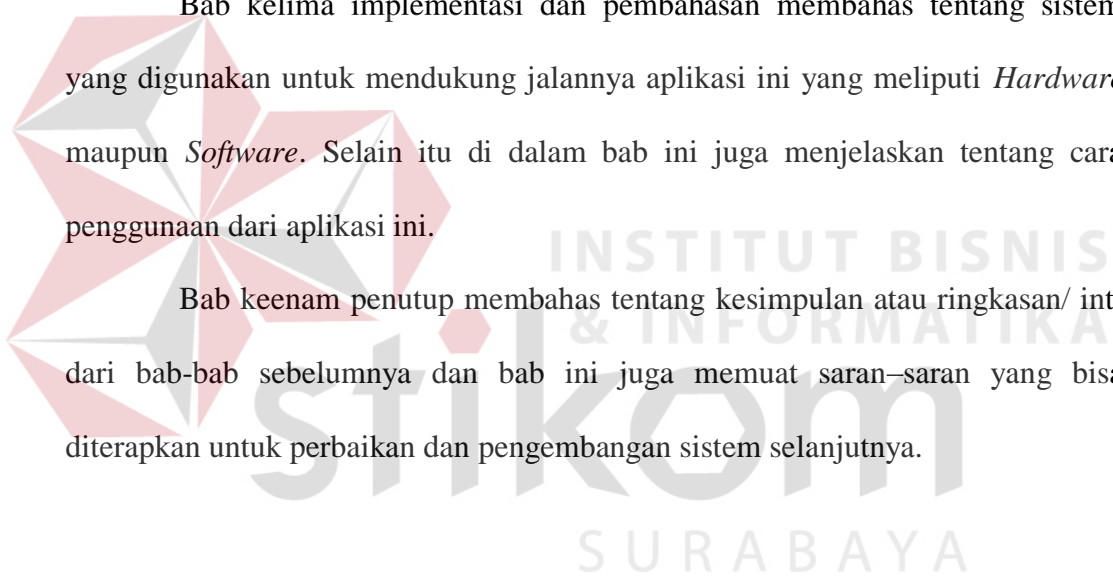 Bab kelima implementasi dan pembahasan membahas tentang sistem
yang digunakan untuk mendukung jalannya aplikasi ini yang meliputi Hardware
maupun Software. Selain itu di dalam bab ini juga menjelaskan tentang cara
penggunaan dari aplikasi ini.
INSTITUT BISNIS
Bab keenam penutup membahas tentang kesimpulan atau ringkasan/ inti
& INFORMATIKA
dari bab-bab sebelumnya dan bab ini juga memuat saran–saran yang bisa
stikom
diterapkan untuk perbaikan dan pengembangan sistem selanjutnya.
SURABAYA